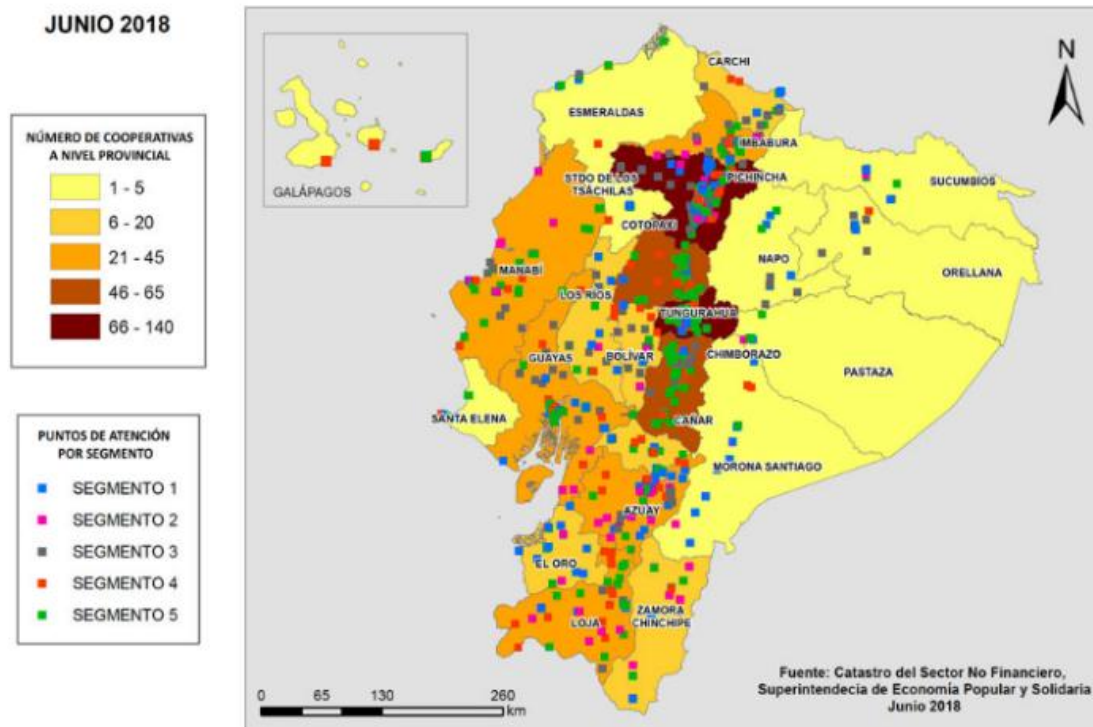 JUNIO 2018
NÚMERO DE COOPERATIVAS
A NIVEL PROVINCIAL
1 - 5
6 - 20
21 - 45
46 - 65
66 - 140
PUNTOS DE ATENCIÓN
POR SEGMENTO
SEGMENTO 1
SEGMENTO 2
SEGMENTO 3
SEGMENTO 4
SEGMENTO 5
GALÁPAGOS
N
CARCHI
ESMERALDAS
IMBABURA
STDO DE LOS
TSÁCHILAS
PICHINCHA
SUCUMBIOS
COTOPAXI
NAPO
ORELLANA
MANABÍ
LOS RIOS
TUNGURAHUA
GUAYAS
BOLÍVAR
CHIMBORAZO
PASTAZA
SANTA ELENA
CAÑAR
MORONA SANTIAGO
AZUAY
EL ORO
ZAMORA
CHINCHIPE
LOJA
0 65 130 260
km
Fuente: Catastro del Sector No Financiero,
Superintendecia de Economía Popular y Solidaria
Junio 2018